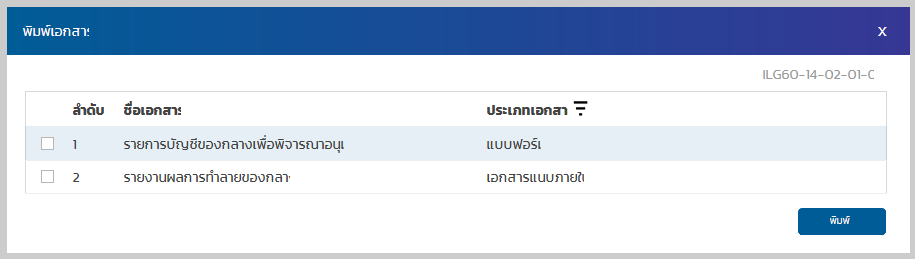 พิมพ์เอกสาร X
ILG60-14-02-01-0
ลำดับ ชื่อเอกสาร ประเภทเอกสา
1 รายการบัญชีของกลางเพื่อพิจารณาอนุเ แบบฟอร์เ
2 รายงานผลการทำลายของกลา เอกสารแนบภายใ
พิมพ์